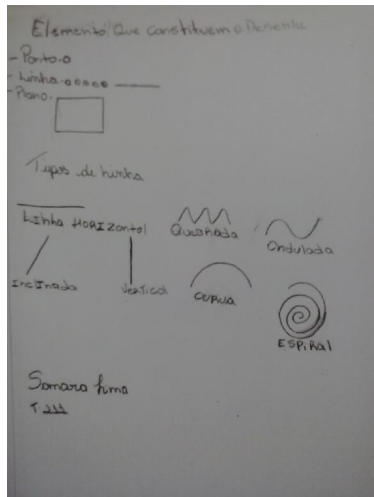 Elemento Que constituem o Desenho
- Ponto.o
- Linha.ooooo
- Plano.
Tipos de Linha
Linha HORIZontal
Quebrada
Ondulada
InclInada
Vertical
Curva
ESPiRal
Samara Lima
T 211